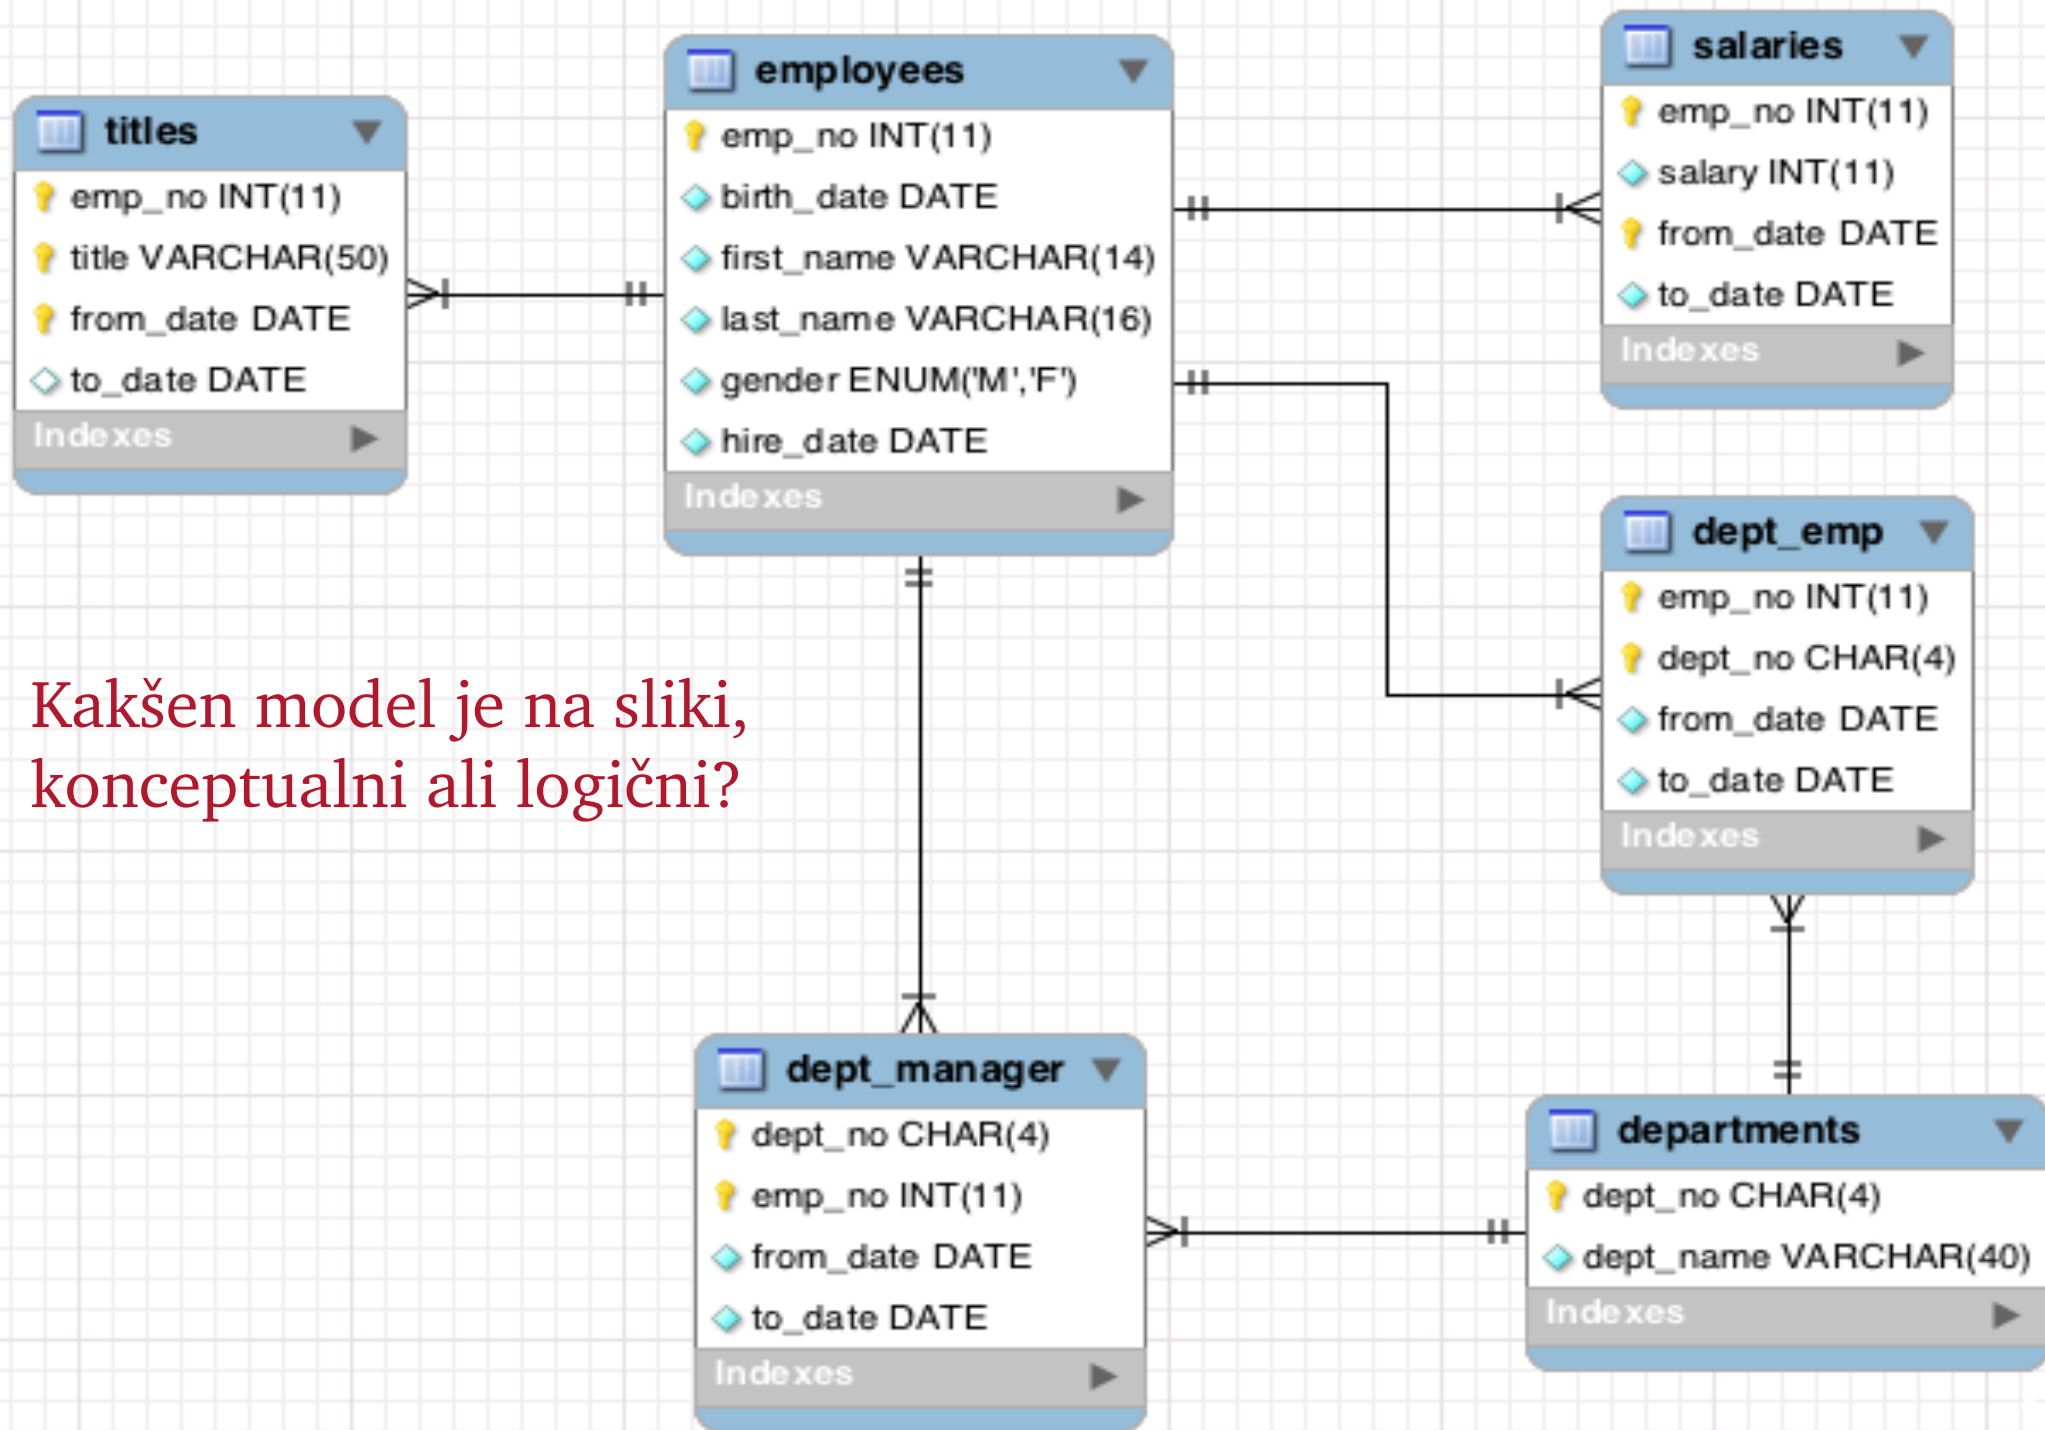 titles
emp_no INT(11)
title VARCHAR(50)
from_date DATE
to_date DATE
Indexes
employees
emp_no INT(11)
birth_date DATE
first_name VARCHAR(14)
last_name VARCHAR(16)
gender ENUM('M','F')
hire_date DATE
Indexes
salaries
emp_no INT(11)
salary INT(11)
from_date DATE
to_date DATE
Indexes
dept_emp
emp_no INT(11)
dept_no CHAR(4)
from_date DATE
to_date DATE
Indexes
Kakšen model je na sliki,
konceptualni ali logični?
dept_manager
dept_no CHAR(4)
emp_no INT(11)
from_date DATE
to_date DATE
Indexes
departments
dept_no CHAR(4)
dept_name VARCHAR(40)
Indexes